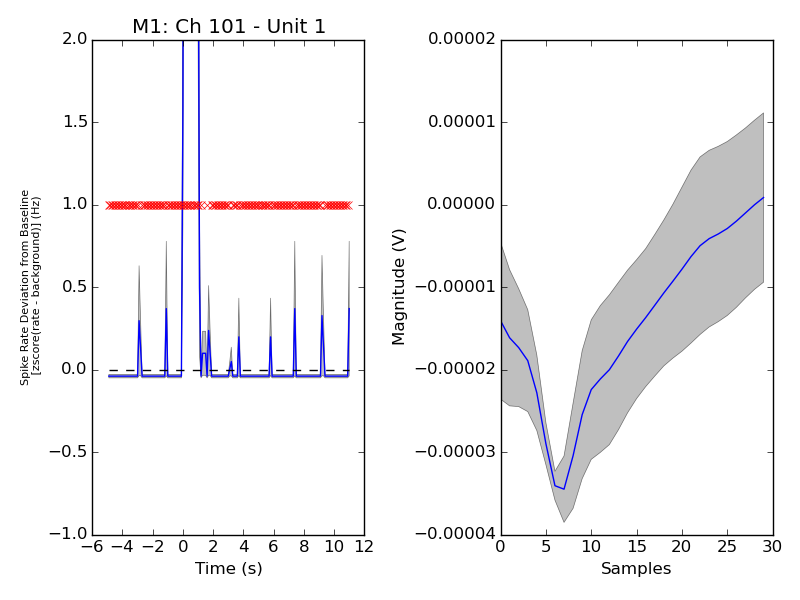 M1: Ch 101 - Unit 1
2.0
1.5
1.0
0.5
0.0
−0.5
−1.0
Spike Rate Deviation from Baseline
[zscore(rate - background)] (Hz)
−6 −4 −2 0 2 4 6 8 10 12
Time (s)
0.00002
0.00001
0.00000
−0.00001
−0.00002
−0.00003
−0.00004
Magnitude (V)
0 5 10 15 20 25 30
Samples